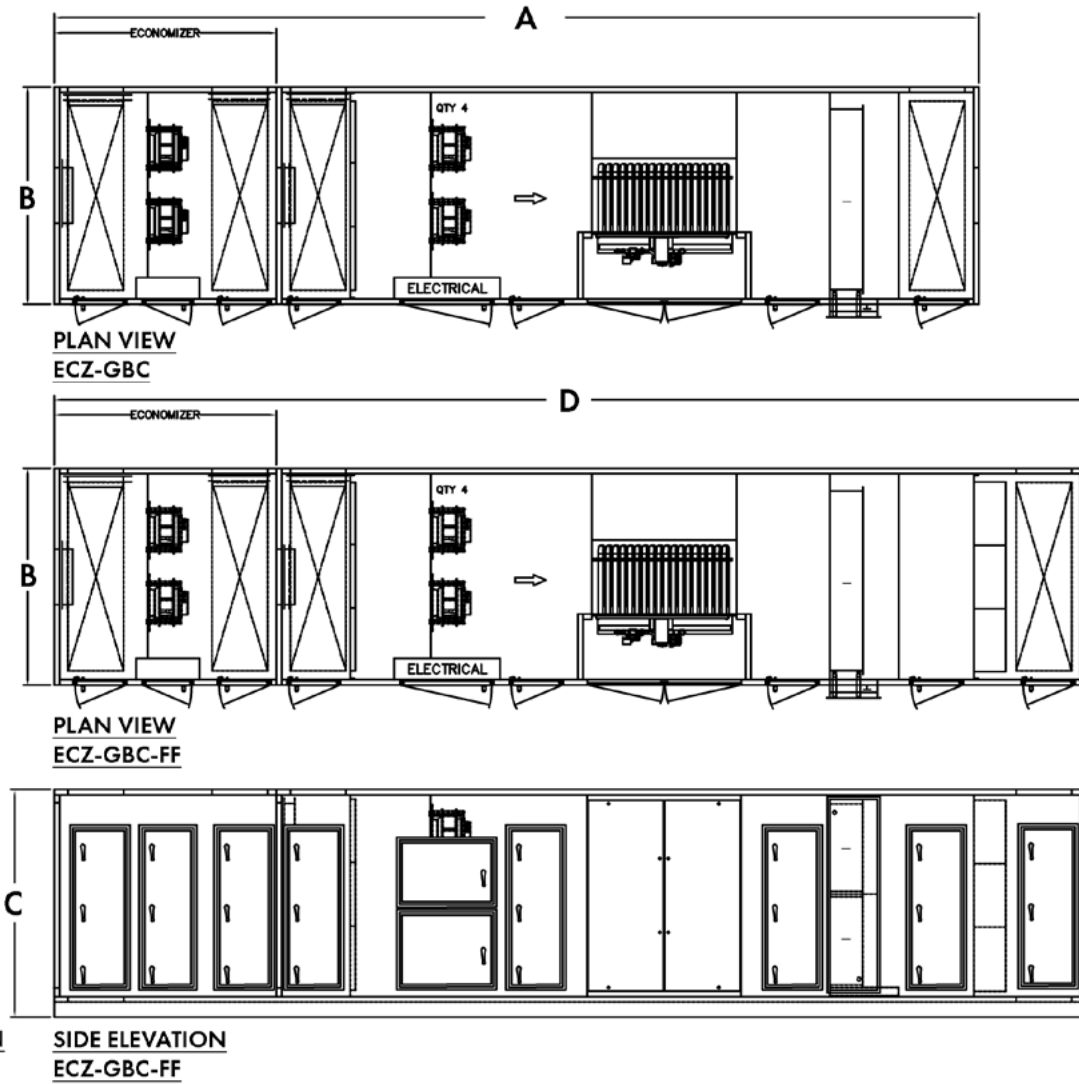 A
ECONOMIZER
QTY 4
B
ELECTRICAL
PLAN VIEW
ECZ-GBC
D
ECONOMIZER
QTY 4
B
ELECTRICAL
PLAN VIEW
ECZ-GBC-FF
C
SIDE ELEVATION
ECZ-GBC-FF